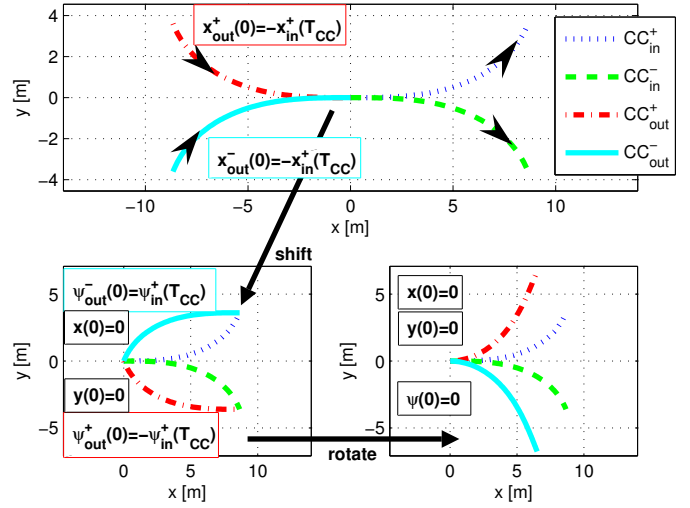 x⁺out(0)=−x⁺in(TCC)
x⁻out(0)=−x⁺in(TCC)
CC⁺in
CC⁻in
CC⁺out
CC⁻out
4
2
0
−2
−4
y [m]
−10
−5
0
5
10
x [m]
shift
ψ⁻out(0)=ψ⁺in(TCC)
x(0)=0
y(0)=0
ψ⁺out(0)=−ψ⁺in(TCC)
5
0
−5
y [m]
0
5
10
x [m]
rotate
x(0)=0
y(0)=0
ψ(0)=0
5
0
−5
y [m]
0
5
10
x [m]